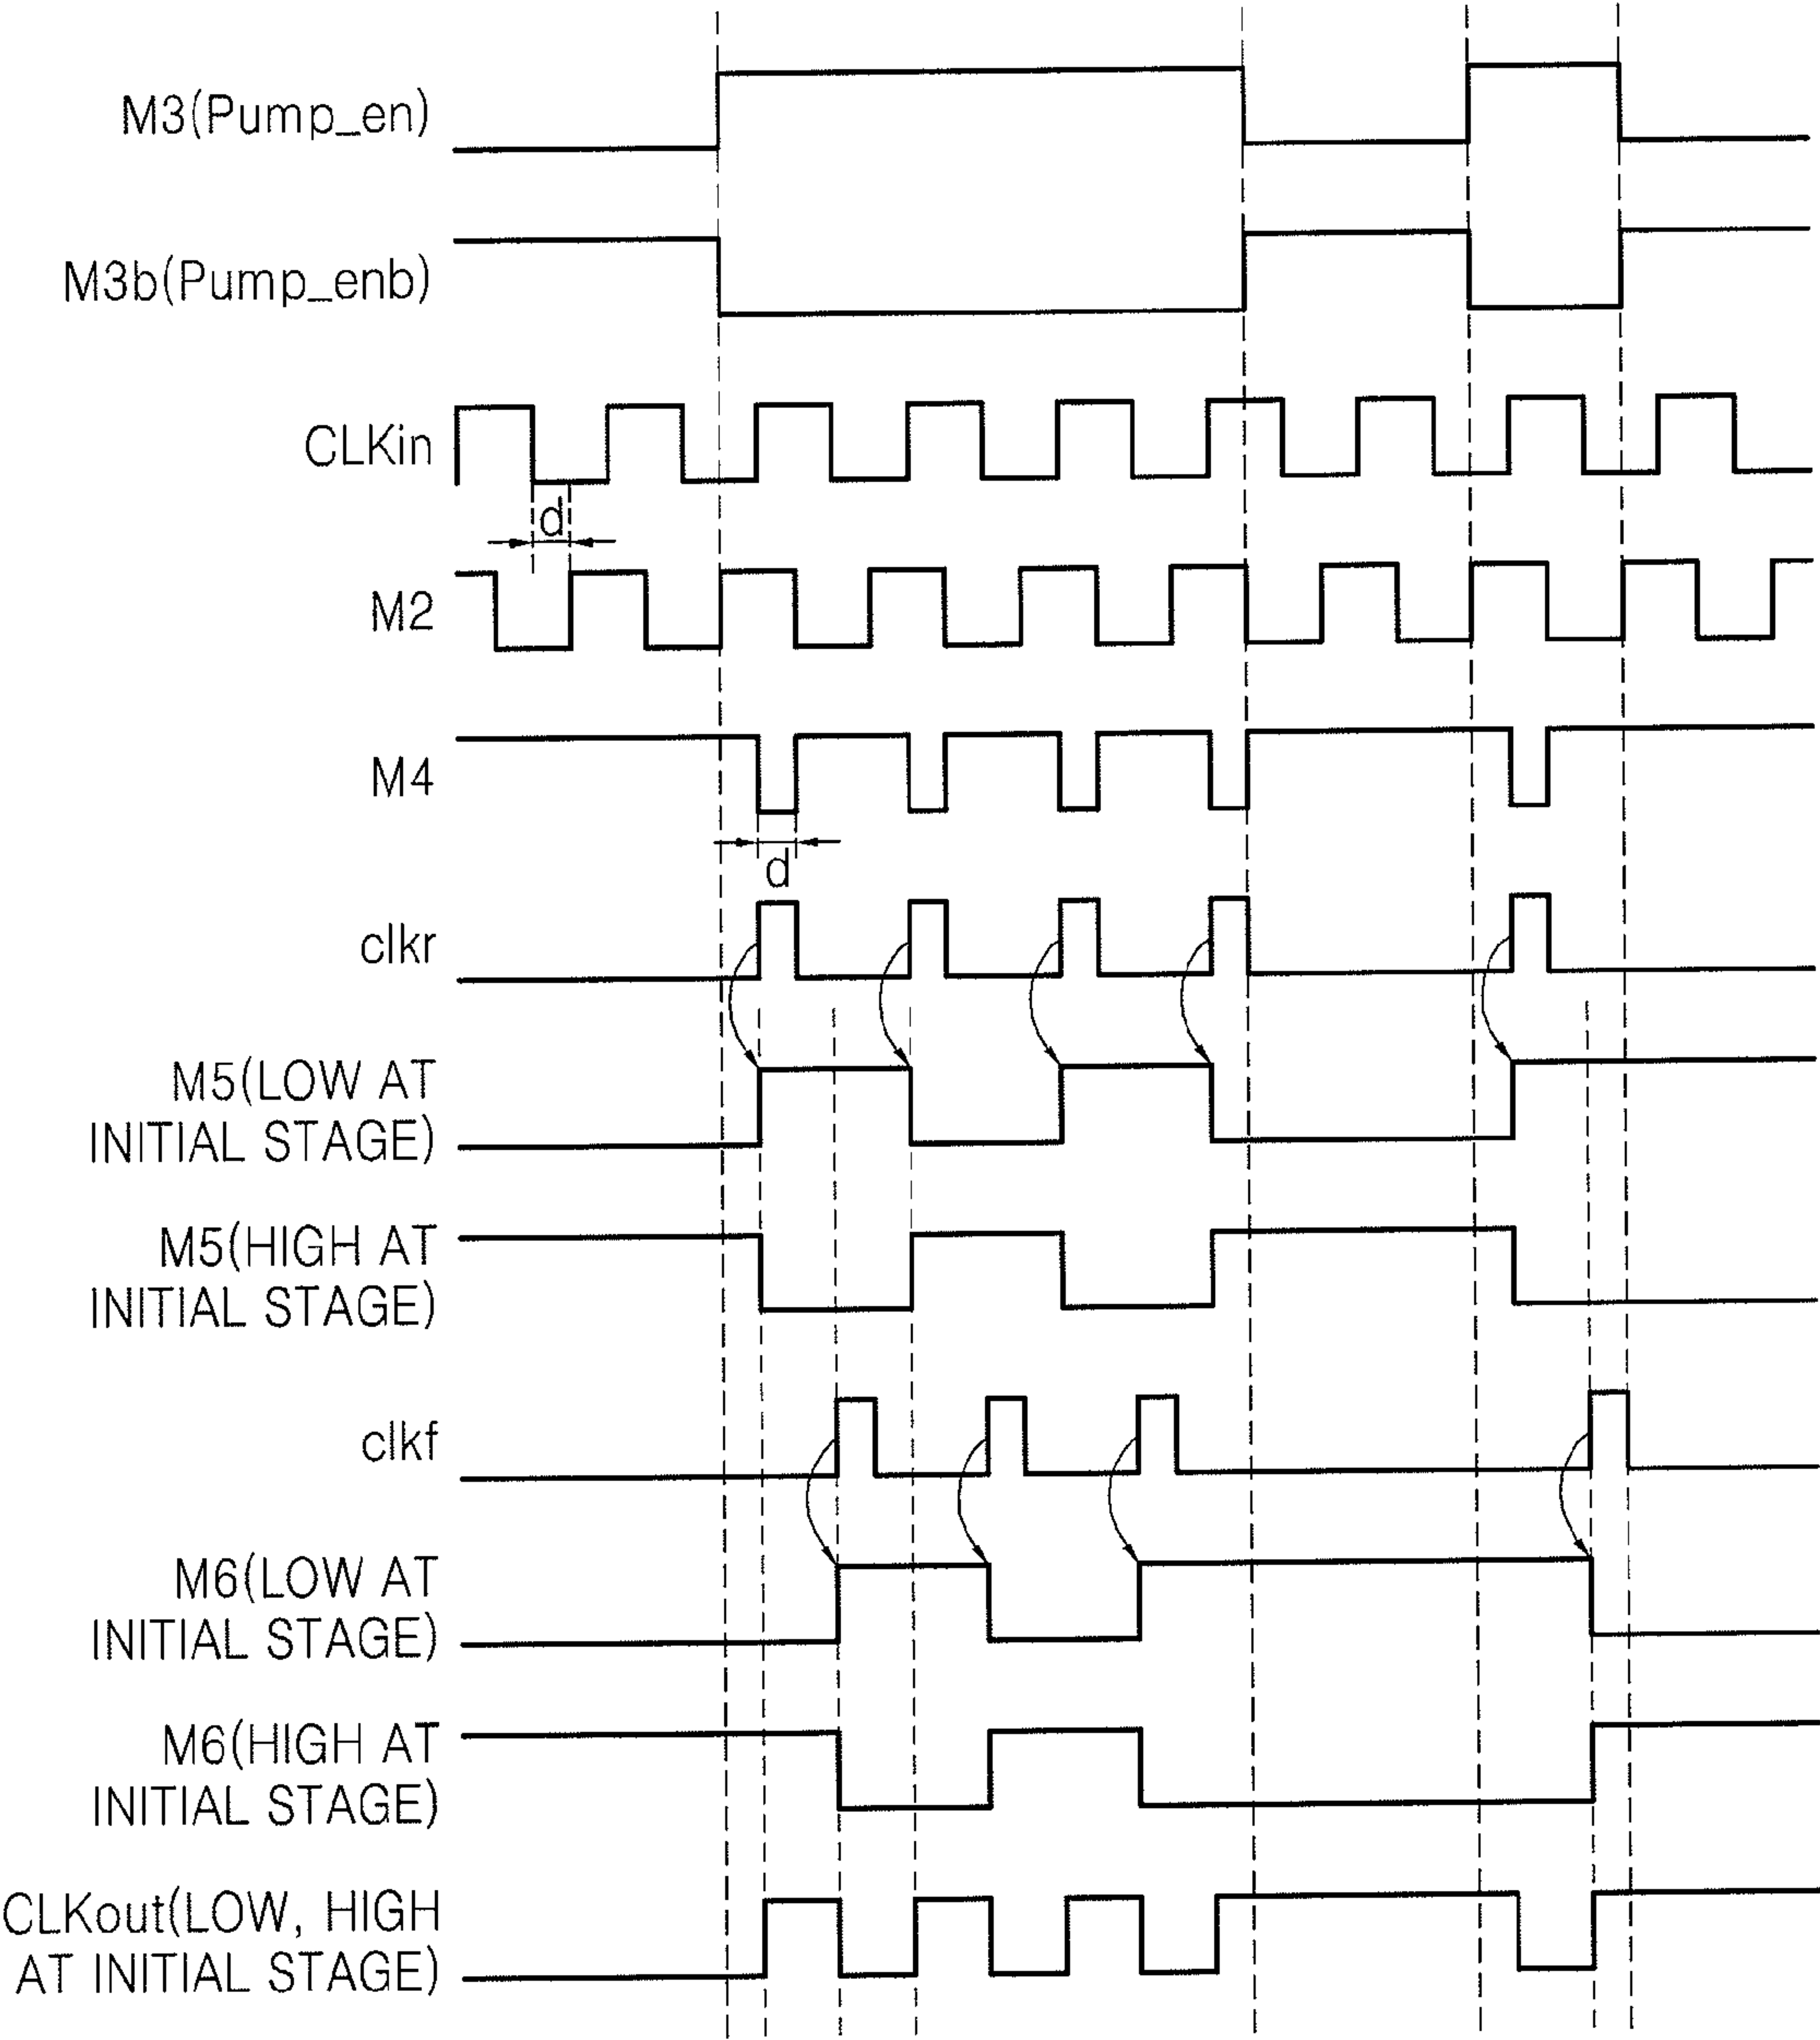 M3(Pump_en)
M3b(Pump_enb)
CLKin
d
M2
M4
d
clkr
M5(LOW AT
INITIAL STAGE)
M5(HIGH AT
INITIAL STAGE)
clkf
M6(LOW AT
INITIAL STAGE)
M6(HIGH AT
INITIAL STAGE)
CLKout(LOW, HIGH
AT INITIAL STAGE)